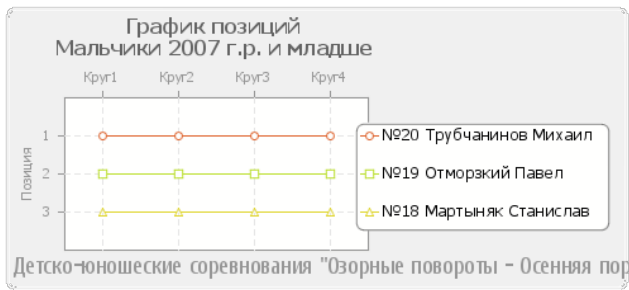 График позиций
Мальчики 2007 г.р. и младше
Круг1 Круг2 Круг3 Круг4
Позиция
1
2
3
№20 Трубчанинов Михаил
№19 Отморзкий Павел
№18 Мартыняк Станислав
Детско-юношеские соревнования "Озорные повороты - Осенняя пор